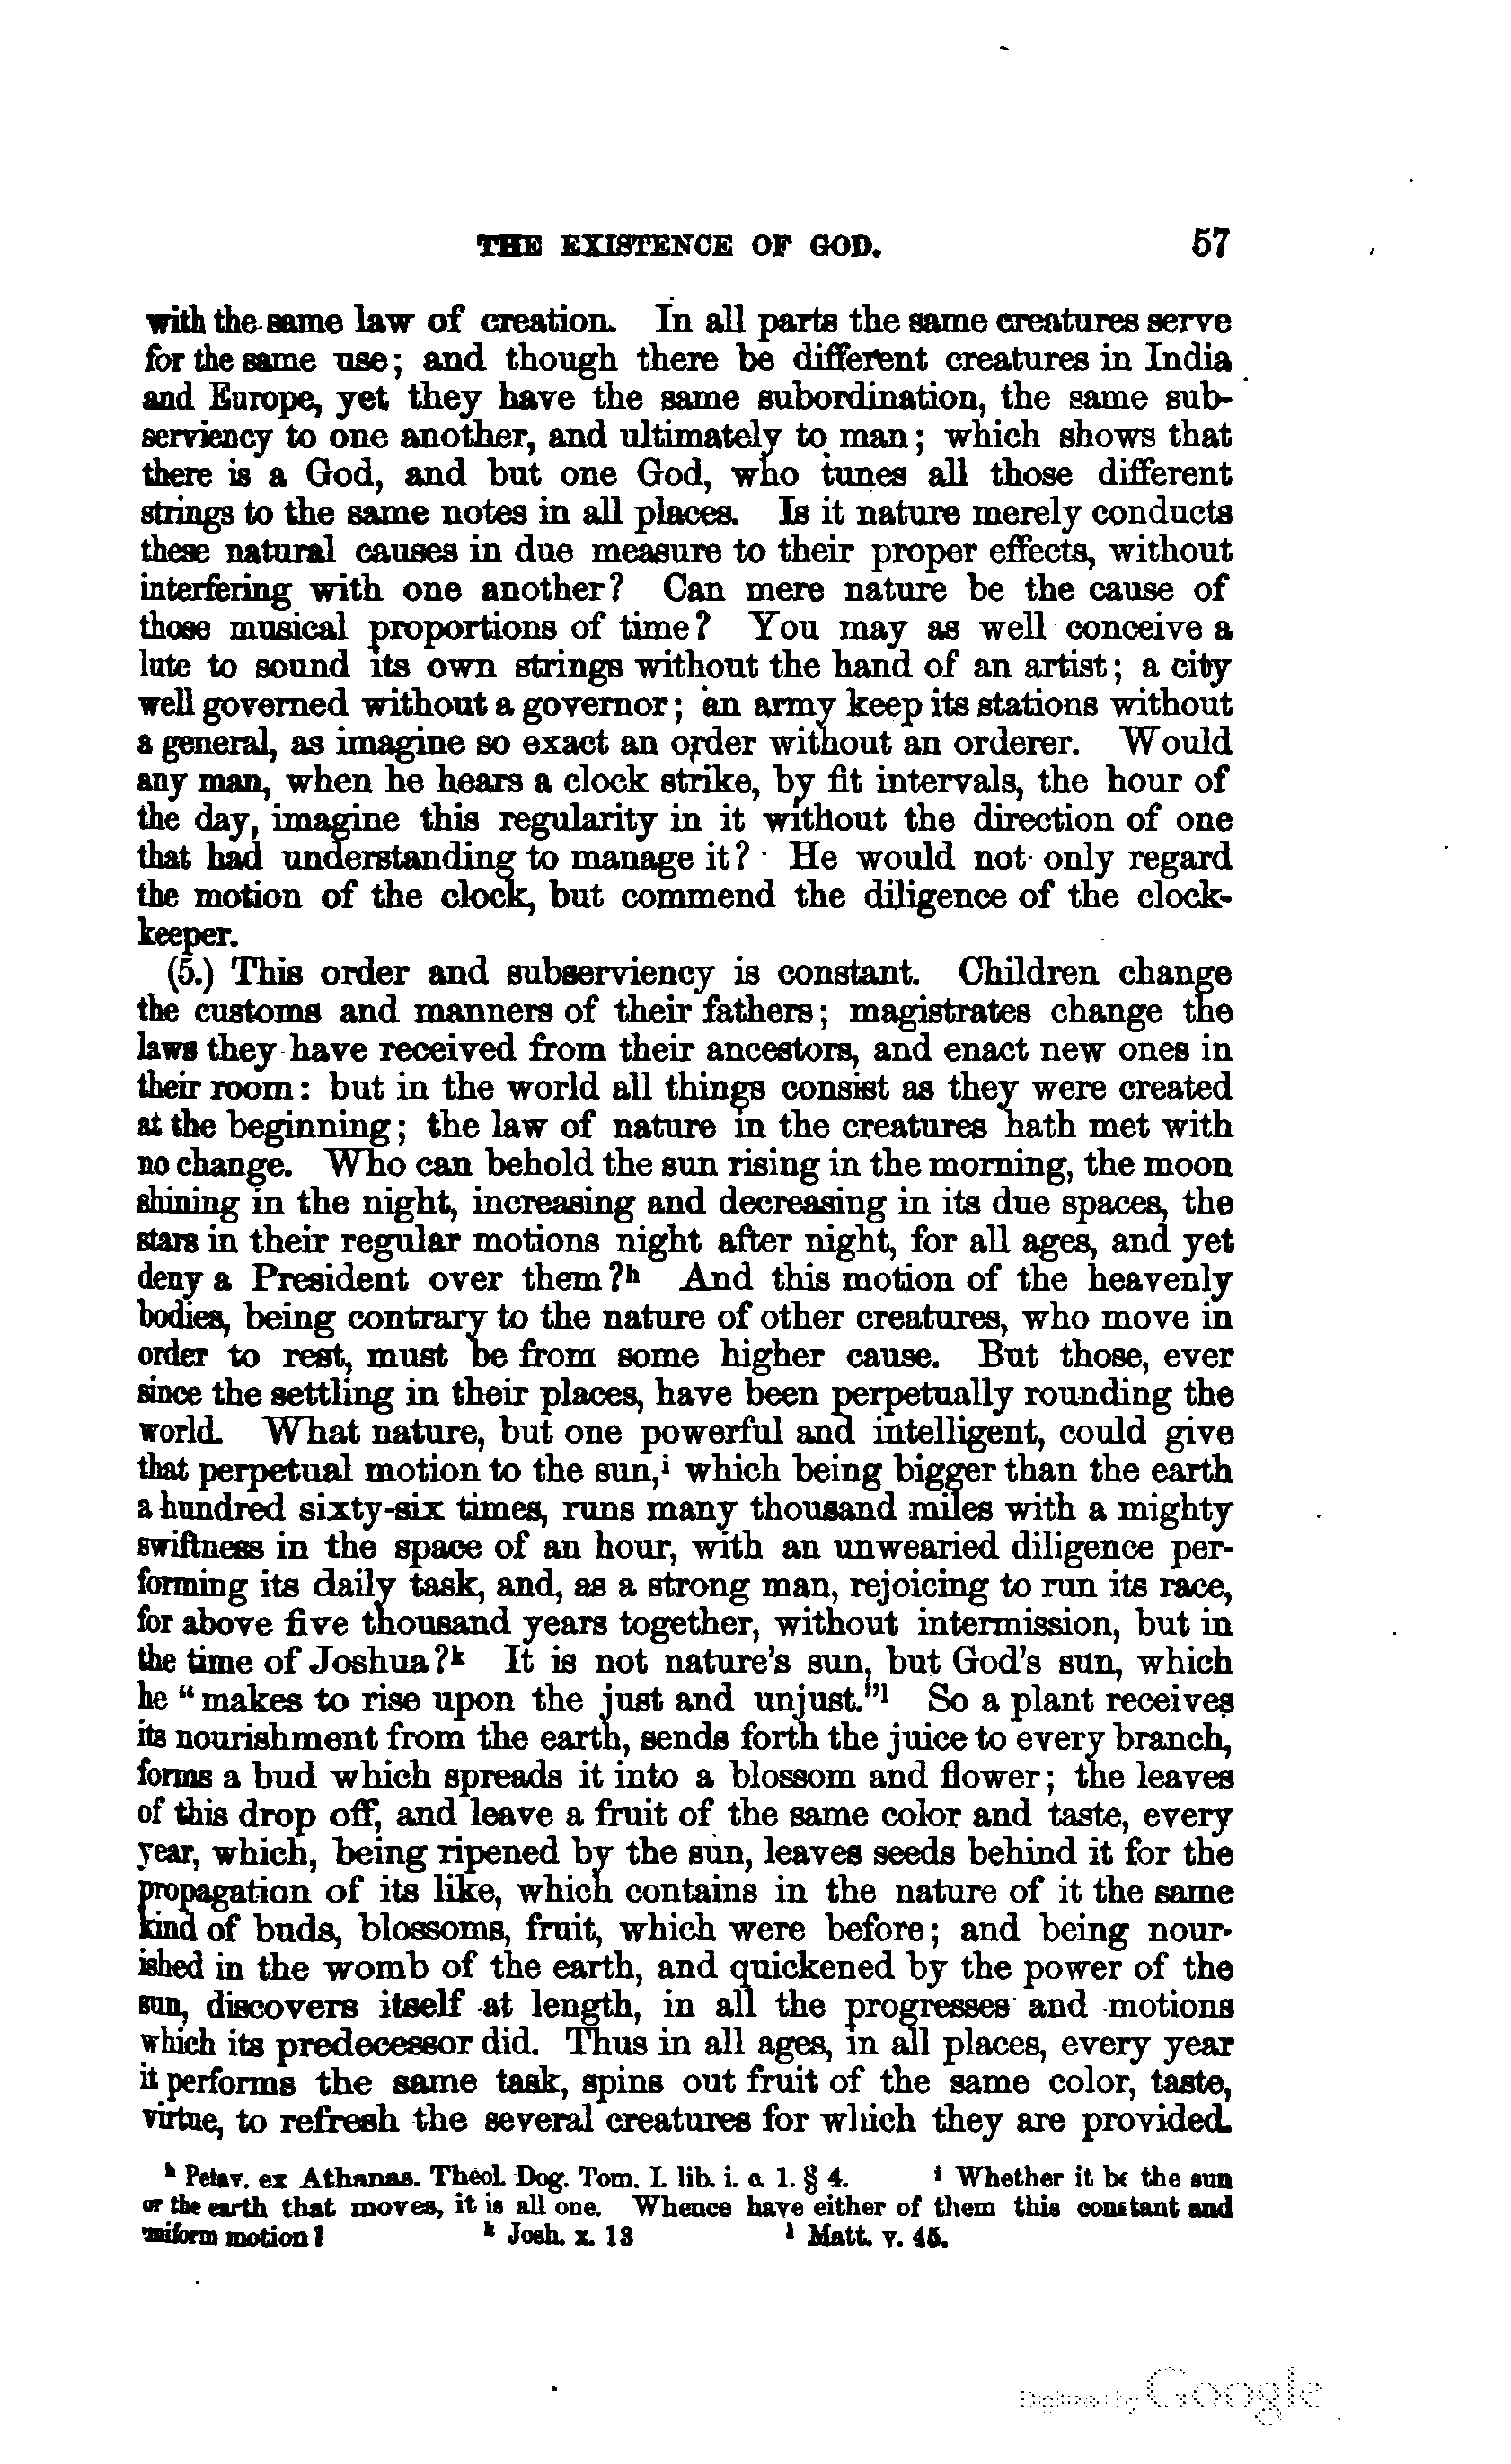 THE EXISTENCE OF GOD. 57
with the same law of creation. In all parts the same creatures serve
for the same use; and though there be different creatures in India
and Europe, yet they have the same subordination, the same sub-
serviency to one another, and ultimately to man; which shows that
there is a God, and but one God, who tunes all those different
strings to the same notes in all places. Is it nature merely conducts
these natural causes in due measure to their proper effects, without
interfering with one another? Can mere nature be the cause of
those musical proportions of time? You may as well conceive a
lute to sound its own strings without the hand of an artist; a city
well governed without a governor; an army keep its stations without
a general, as imagine so exact an order without an orderer. Would
any man, when he hears a clock strike, by fit intervals, the hour of
the day, imagine this regularity in it without the direction of one
that had understanding to manage it? He would not only regard
the motion of the clock, but commend the diligence of the clock-
keeper.
(5.) This order and subserviency is constant. Children change
the customs and manners of their fathers; magistrates change the
laws they have received from their ancestors, and enact new ones in
their room: but in the world all things consist as they were created
at the beginning; the law of nature in the creatures hath met with
no change. Who can behold the sun rising in the morning, the moon
shining in the night, increasing and decreasing in its due spaces, the
stars in their regular motions night after night, for all ages, and yet
deny a President over them?h And this motion of the heavenly
bodies, being contrary to the nature of other creatures, who move in
order to rest, must be from some higher cause. But those, ever
since the settling in their places, have been perpetually rounding the
world. What nature, but one powerful and intelligent, could give
that perpetual motion to the sun,i which being bigger than the earth
a hundred sixty-six times, runs many thousand miles with a mighty
swiftness in the space of an hour, with an unwearied diligence per-
forming its daily task, and, as a strong man, rejoicing to run its race,
for above five thousand years together, without intermission, but in
the time of Joshua?k It is not nature's sun, but God's sun, which
he "makes to rise upon the just and unjust."l So a plant receives
its nourishment from the earth, sends forth the juice to every branch,
forms a bud which spreads it into a blossom and flower; the leaves
of this drop off, and leave a fruit of the same color and taste, every
year, which, being ripened by the sun, leaves seeds behind it for the
propagation of its like, which contains in the nature of it the same
kind of buds, blossoms, fruit, which were before; and being nour-
ished in the womb of the earth, and quickened by the power of the
sun, discovers itself at length, in all the progresses and motions
which its predecessor did. Thus in all ages, in all places, every year
it performs the same task, spins out fruit of the same color, taste,
virtue, to refresh the several creatures for which they are provided.
h Petav. ex Athanas. Theol. Dog. Tom. I. lib. i. c. 1. § 4. i Whether it be the sun
or the earth that moves, it is all one. Whence have either of them this constant and
uniform motion? k Josh. x. 13 l Matt. v. 45.
Digitized by Google